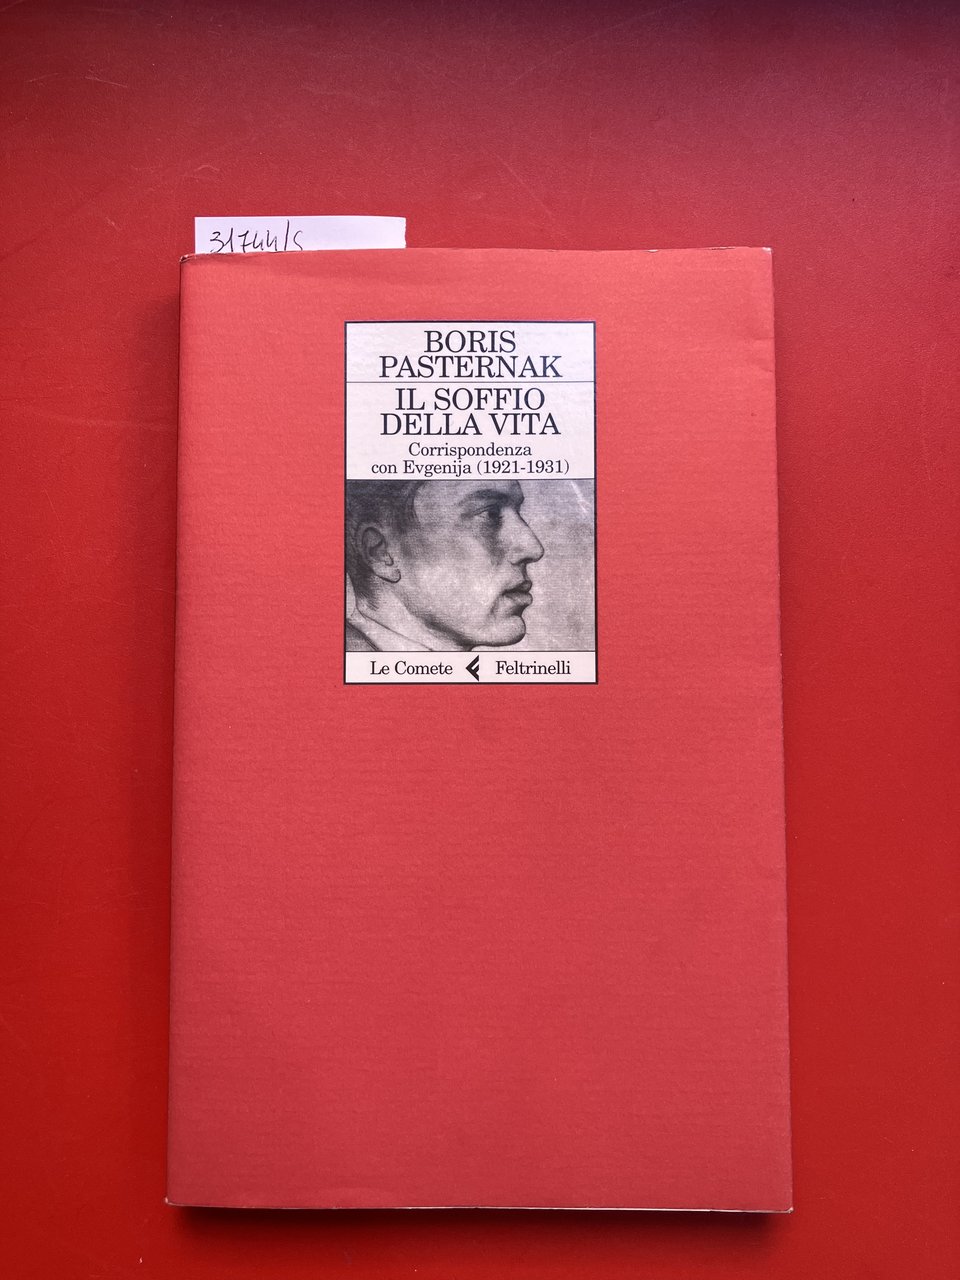 31744/S
BORIS
PASTERNAK
IL SOFFIO
DELLA VITA
Corrispondenza
con Evgenija (1921-1931)
Le Comete Feltrinelli